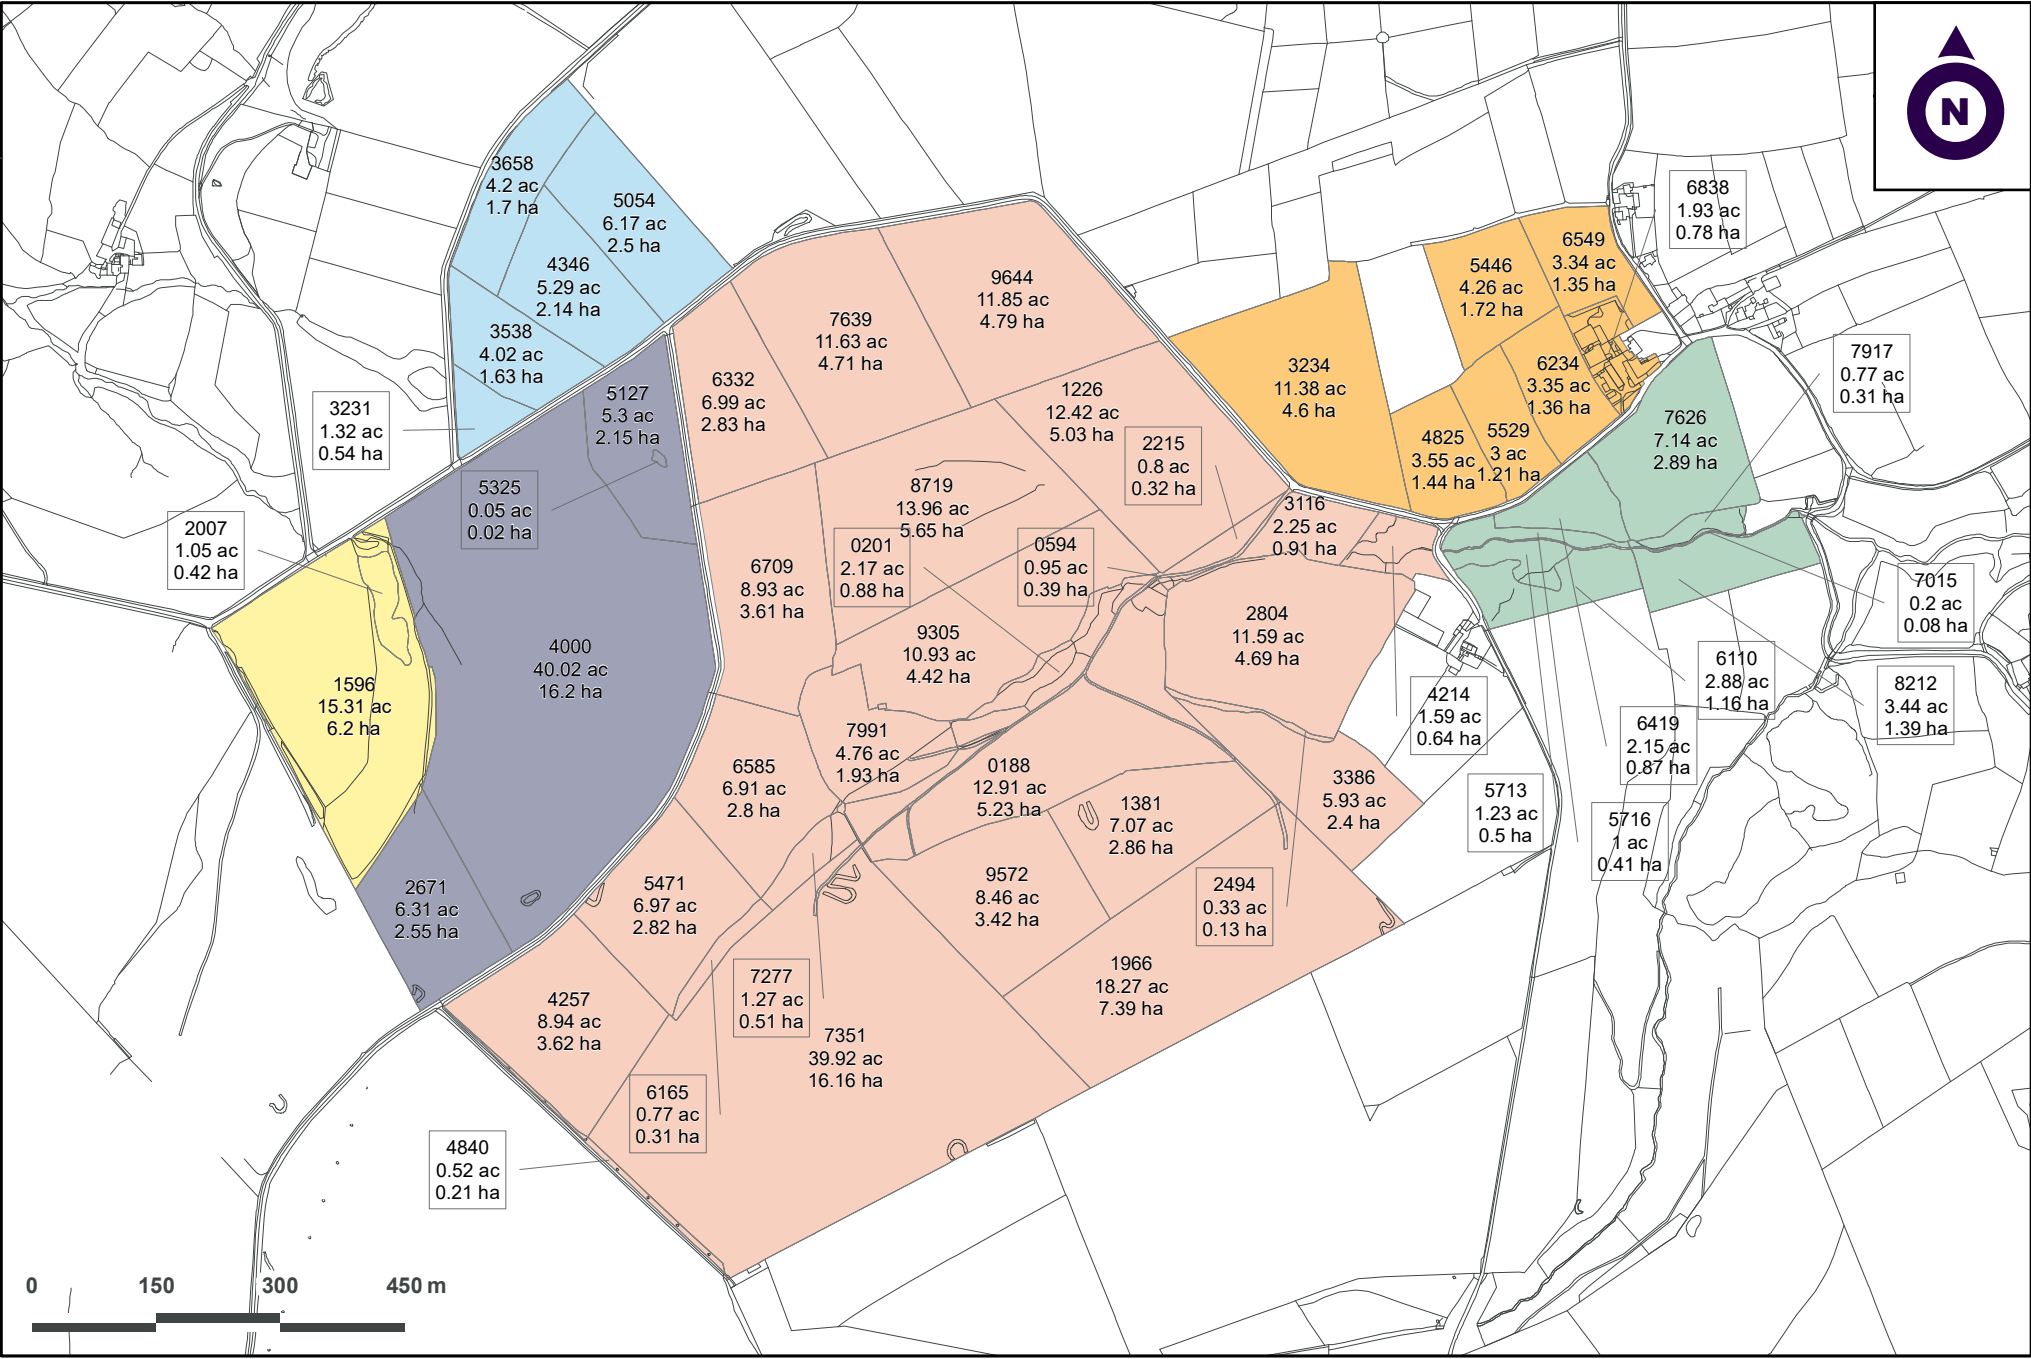 N
3658
4.2 ac
1.7 ha
5054
6.17 ac
2.5 ha
4346
5.29 ac
2.14 ha
3538
4.02 ac
1.63 ha
3231
1.32 ac
0.54 ha
5127
5.3 ac
2.15 ha
5325
0.05 ac
0.02 ha
2007
1.05 ac
0.42 ha
1596
15.31 ac
6.2 ha
4000
40.02 ac
16.2 ha
2671
6.31 ac
2.55 ha
6332
6.99 ac
2.83 ha
7639
11.63 ac
4.71 ha
9644
11.85 ac
4.79 ha
1226
12.42 ac
5.03 ha
2215
0.8 ac
0.32 ha
8719
13.96 ac
5.65 ha
0201
2.17 ac
0.88 ha
0594
0.95 ac
0.39 ha
3116
2.25 ac
0.91 ha
6709
8.93 ac
3.61 ha
9305
10.93 ac
4.42 ha
2804
11.59 ac
4.69 ha
7991
4.76 ac
1.93 ha
6585
6.91 ac
2.8 ha
0188
12.91 ac
5.23 ha
1381
7.07 ac
2.86 ha
3386
5.93 ac
2.4 ha
5471
6.97 ac
2.82 ha
9572
8.46 ac
3.42 ha
2494
0.33 ac
0.13 ha
1966
18.27 ac
7.39 ha
4257
8.94 ac
3.62 ha
7277
1.27 ac
0.51 ha
7351
39.92 ac
16.16 ha
6165
0.77 ac
0.31 ha
4840
0.52 ac
0.21 ha
3234
11.38 ac
4.6 ha
5446
4.26 ac
1.72 ha
6549
3.34 ac
1.35 ha
6838
1.93 ac
0.78 ha
6234
3.35 ac
1.36 ha
4825
3.55 ac
1.44 ha
5529
3 ac
1.21 ha
7626
7.14 ac
2.89 ha
7917
0.77 ac
0.31 ha
7015
0.2 ac
0.08 ha
6110
2.88 ac
1.16 ha
8212
3.44 ac
1.39 ha
4214
1.59 ac
0.64 ha
6419
2.15 ac
0.87 ha
5713
1.23 ac
0.5 ha
5716
1 ac
0.41 ha
0 150 300 450 m